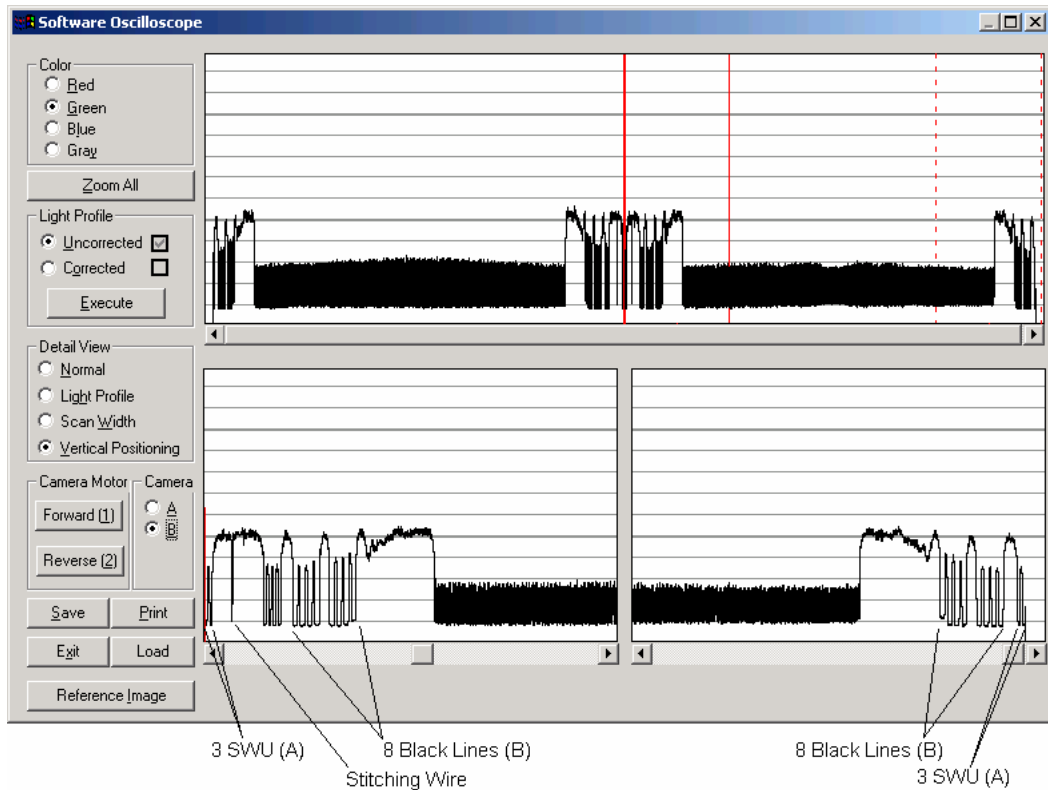 Software Oscilloscope
Color
Red
Green
Blue
Gray
Zoom All
Light Profile
Uncorrected
Corrected
Execute
Detail View
Normal
Light Profile
Scan Width
Vertical Positioning
Camera Motor
Camera
Forward (1)
A
B
Reverse (2)
Save
Print
Exit
Load
Reference Image
3 SWU (A)
8 Black Lines (B)
8 Black Lines (B)
Stitching Wire
3 SWU (A)